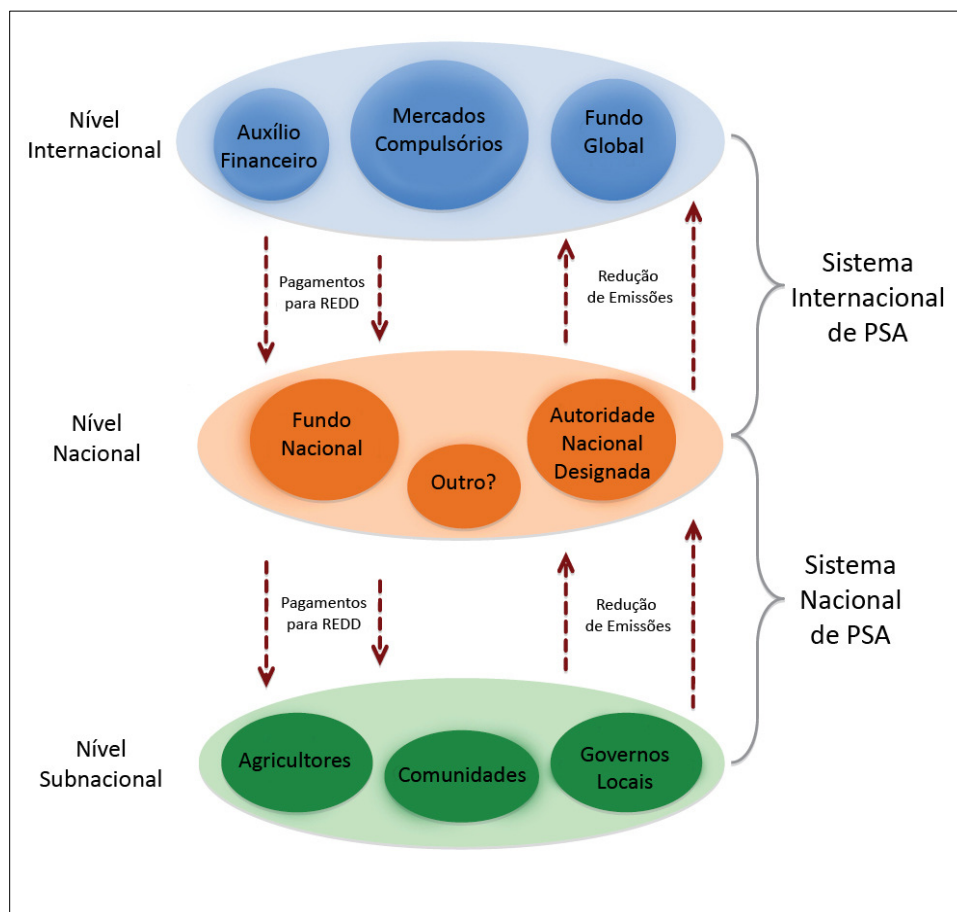 Nível
Internacional
Auxílio
Financeiro
Mercados
Compulsórios
Fundo
Global
Pagamentos
para REDD
Redução
de Emissões
Sistema
Internacional
de PSA
Nível
Nacional
Fundo
Nacional
Outro?
Autoridade
Nacional
Designada
Pagamentos
para REDD
Redução
de Emissões
Sistema
Nacional
de PSA
Nível
Subnacional
Agricultores
Comunidades
Governos
Locais